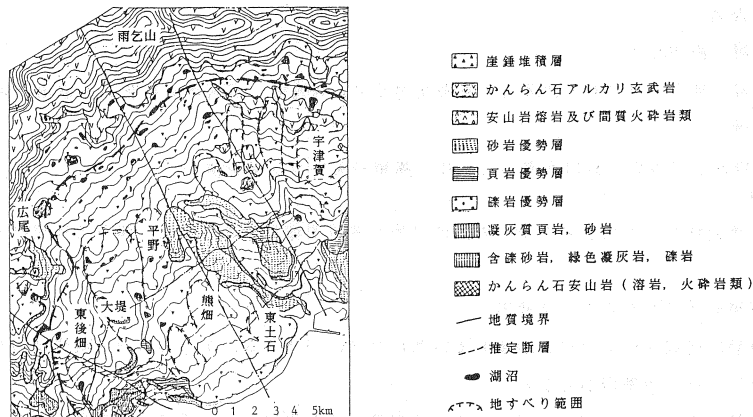 雨乞山
宇津賀
広尾
平野
大堤
東後畑
熊畑
東土石
0 1 2 3 4 5km
崖錐堆積層
かんらん石アルカリ玄武岩
安山岩熔岩及び間質火砕岩類
砂岩優勢層
頁岩優勢層
礫岩優勢層
凝灰質頁岩，砂岩
含礫砂岩，緑色凝灰岩，礫岩
かんらん石安山岩（溶岩，火砕岩類）
地質境界
推定断層
湖沼
地すべり範囲